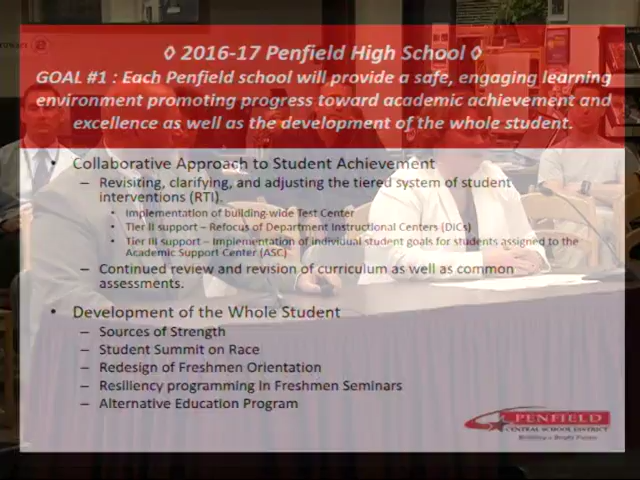 ◊ 2016-17 Penfield High School ◊
GOAL #1 : Each Penfield school will provide a safe, engaging learning
environment promoting progress toward academic achievement and
excellence as well as the development of the whole student.
• Collaborative Approach to Student Achievement
– Revisiting, clarifying, and adjusting the tiered system of student
interventions (RTI).
• Implementation of building-wide Test Center
• Tier II support – Refocus of Department Instructional Centers (DICs)
• Tier III support – Implementation of individual student goals for students assigned to the
Academic Support Center (ASC)
– Continued review and revision of curriculum as well as common
assessments.
• Development of the Whole Student
– Sources of Strength
– Student Summit on Race
– Redesign of Freshmen Orientation
– Resiliency programming in Freshmen Seminars
– Alternative Education Program
PENFIELD
CENTRAL SCHOOL DISTRICT
Building a Bright Future